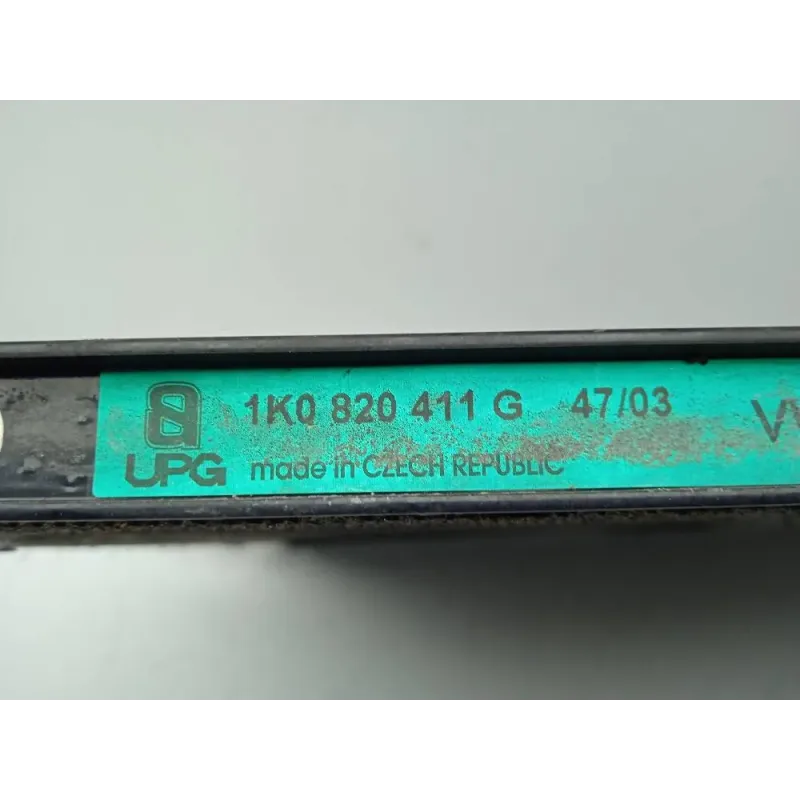 1K0 820 411 G 47/03
UPG made in CZECH REPUBLIC